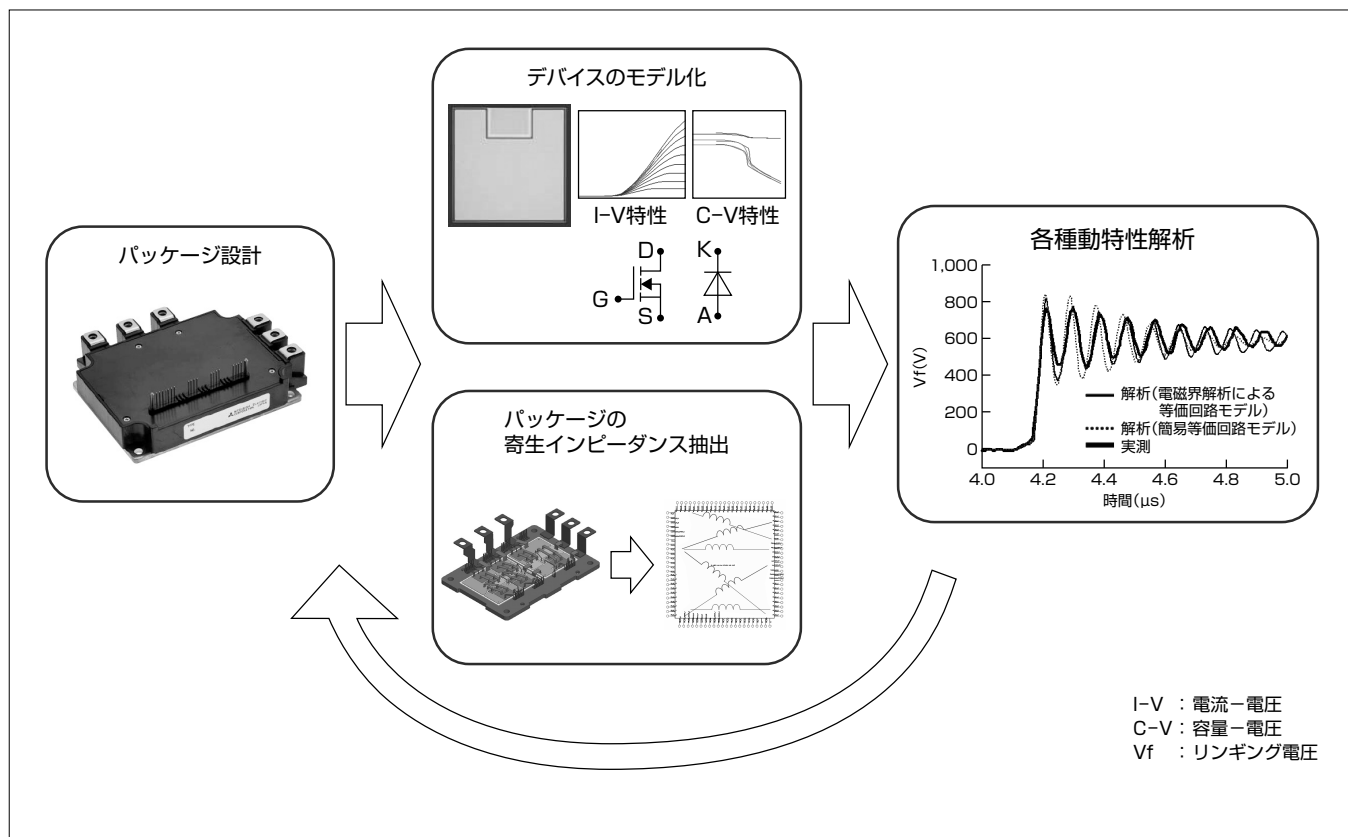 パッケージ設計
デバイスのモデル化
I-V特性
C-V特性
D
G
S
K
A
パッケージの
寄生インピーダンス抽出
各種動特性解析
1,000
800
600
400
200
0
Vf(V)
4.0 4.2 4.4 4.6 4.8 5.0
時間(μs)
解析(電磁界解析による
等価回路モデル)
解析(簡易等価回路モデル)
実測
I-V :電流-電圧
C-V:容量-電圧
Vf :リンギング電圧